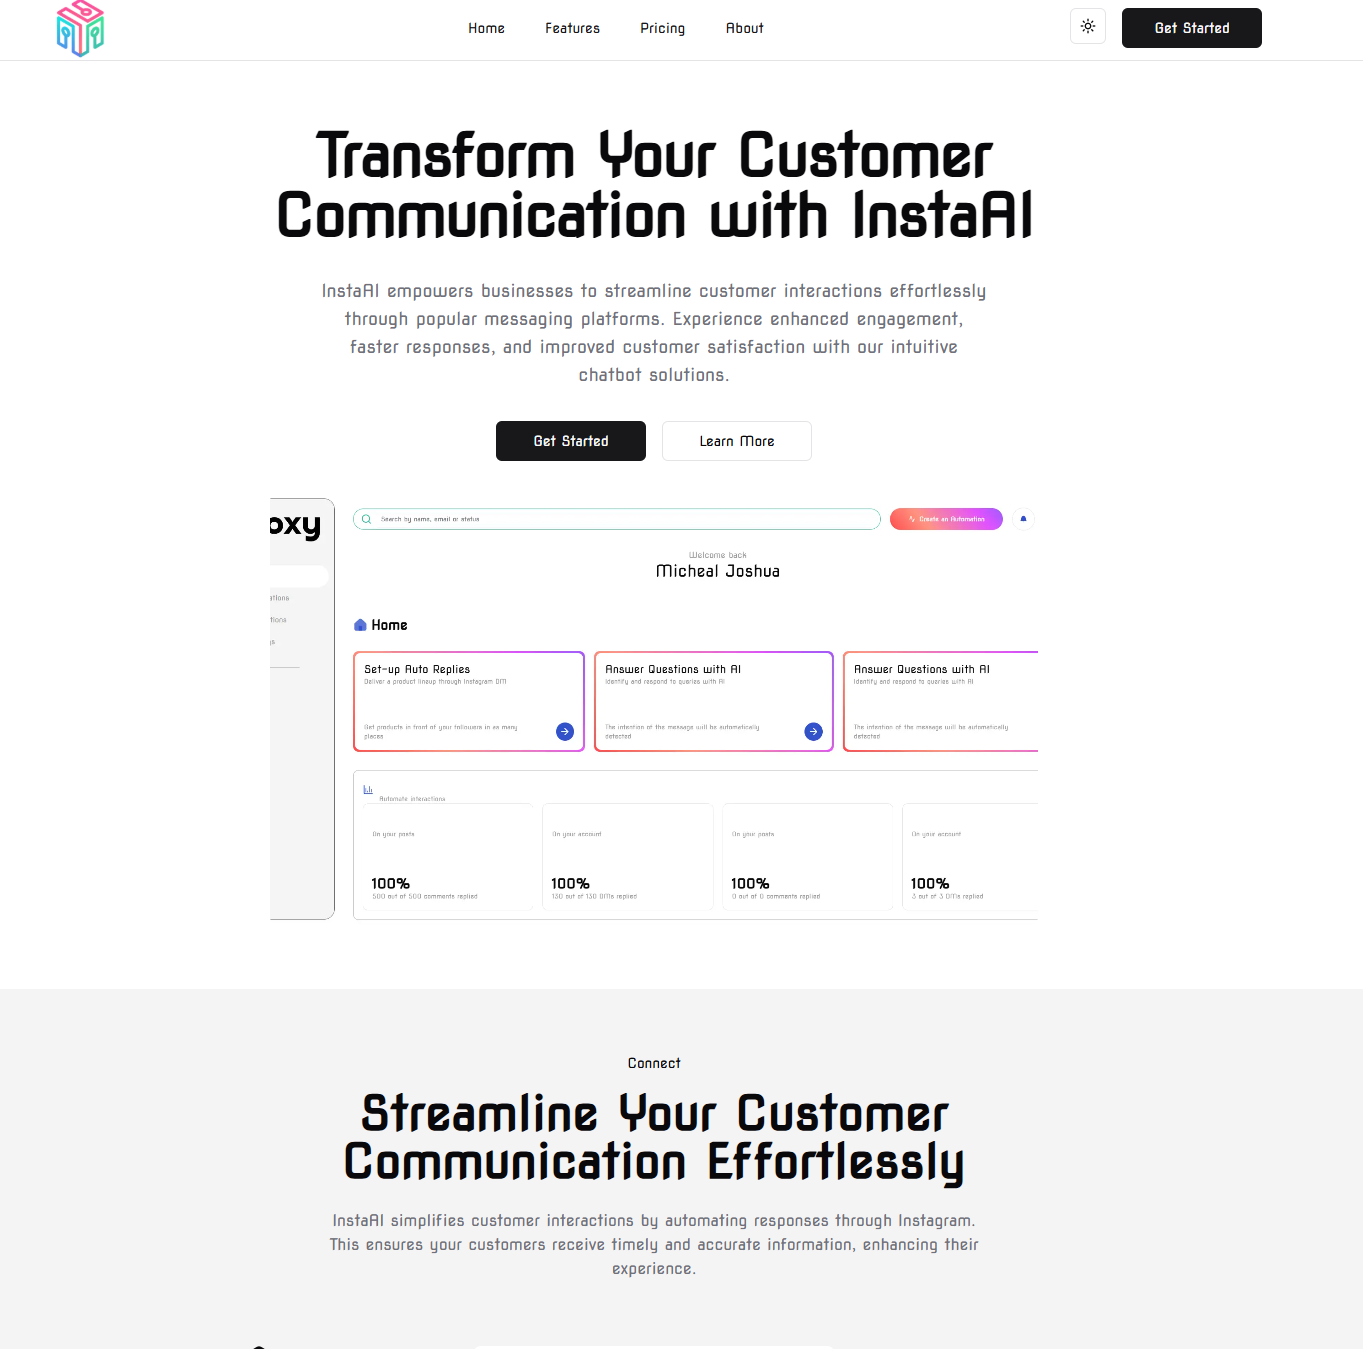 Home Features Pricing About
Get Started
Transform Your Customer
Communication with InstaAI
InstaAI empowers businesses to streamline customer interactions effortlessly
through popular messaging platforms. Experience enhanced engagement,
faster responses, and improved customer satisfaction with our intuitive
chatbot solutions.
Get Started
Learn More
oxy
ations
tions
gs
Search by name, email or status
Create an Automation
Welcome back
Micheal Joshua
Home
Set-up Auto Replies
Deliver a product lineup through Instagram DM
Get products in front of your followers in as many
places
Answer Questions with AI
Identify and respond to queries with AI
The intention of the message will be automatically
detected
Answer Questions with AI
Identify and respond to queries with AI
The intention of the message will be automatically
detected
Automate interactions
On your posts
100%
500 out of 500 comments replied
On your account
100%
130 out of 130 DMs replied
On your posts
100%
0 out of 0 comments replied
On your account
100%
3 out of 3 DMs replied
Connect
Streamline Your Customer
Communication Effortlessly
InstaAI simplifies customer interactions by automating responses through Instagram.
This ensures your customers receive timely and accurate information, enhancing their
experience.